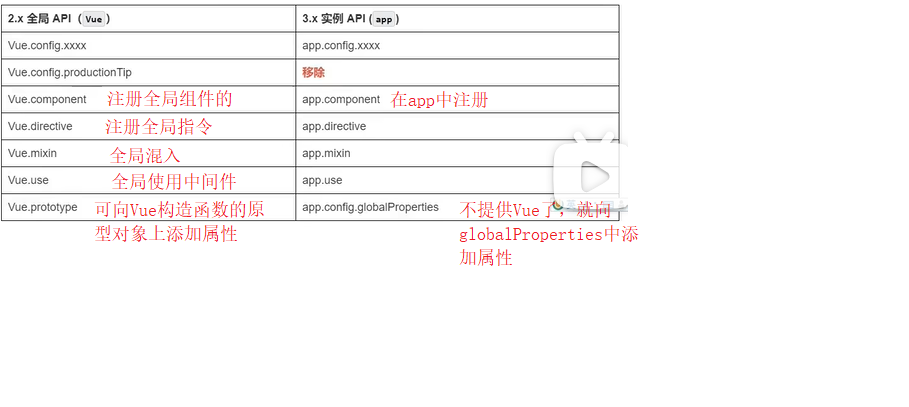 2.x 全局 API（Vue） 3.x 实例 API (app)
Vue.config.xxxx app.config.xxxx
Vue.config.productionTip 移除
Vue.component 注册全局组件的 app.component 在app中注册
Vue.directive 注册全局指令 app.directive
Vue.mixin 全局混入 app.mixin
Vue.use 全局使用中间件 app.use
Vue.prototype 可向Vue构造函数的原 app.config.globalProperties 不提供Vue了，就向
型对象上添加属性 globalProperties中添
加属性